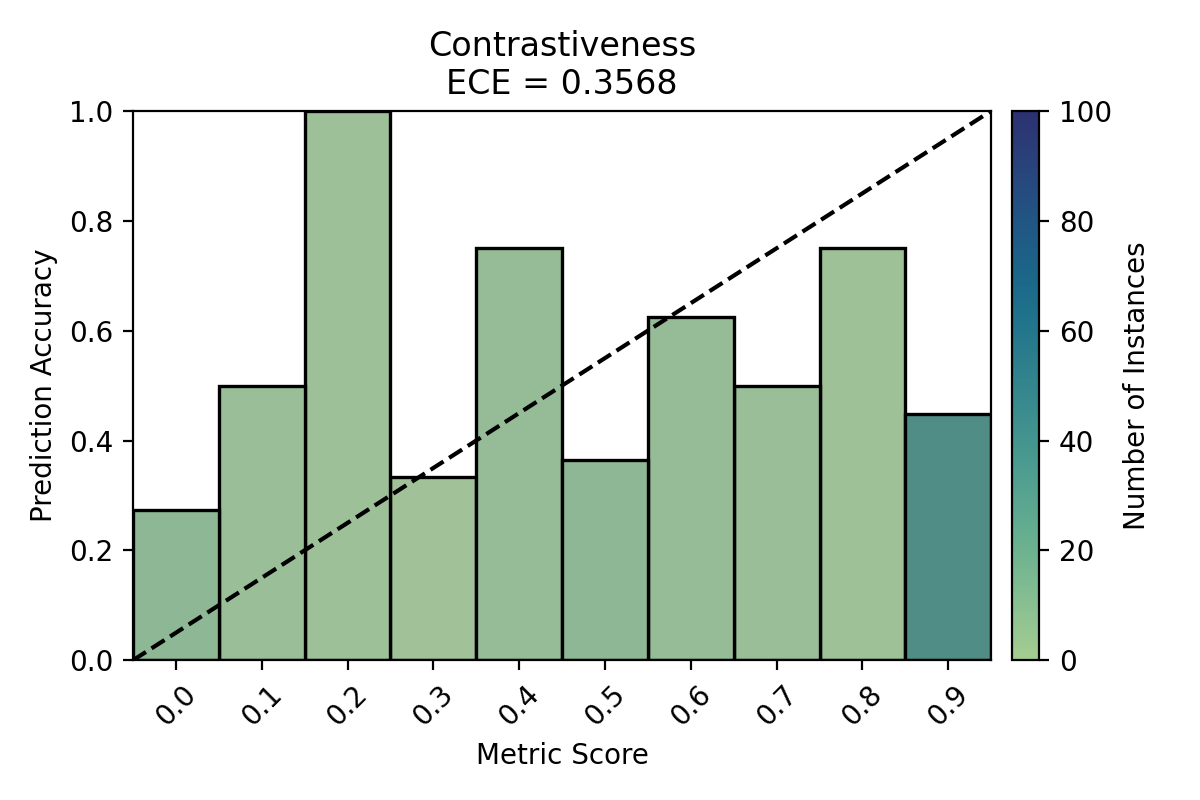 Contrastiveness
ECE = 0.3568
Prediction Accuracy
1.0
0.8
0.6
0.4
0.2
0.0
0.0 0.1 0.2 0.3 0.4 0.5 0.6 0.7 0.8 0.9
Metric Score
100
80
60
40
20
0
Number of Instances